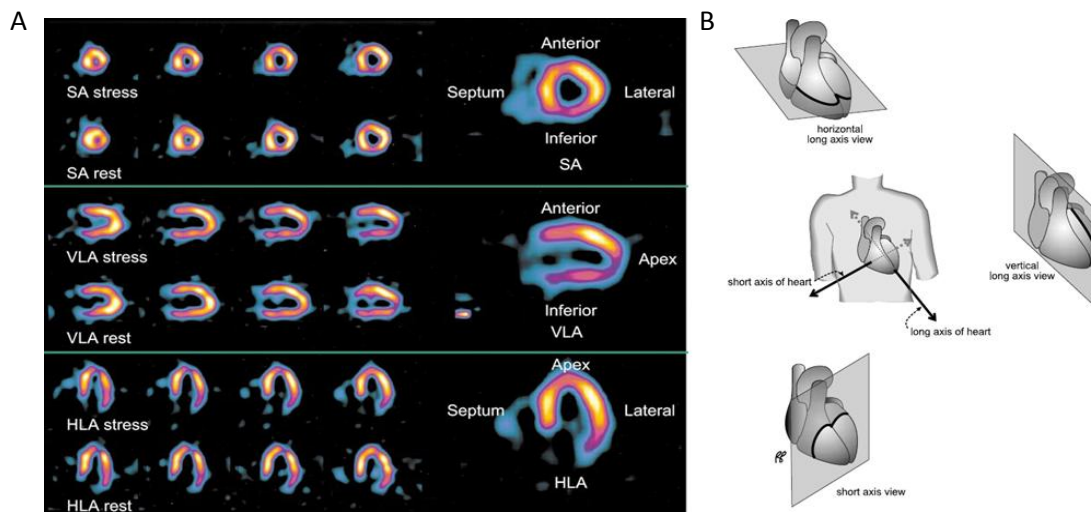 A
SA stress
SA rest
Anterior
Septum
Lateral
Inferior
SA
VLA stress
VLA rest
Anterior
Apex
Inferior
VLA
HLA stress
HLA rest
Apex
Septum
Lateral
HLA
B
horizontal
long axis view
short axis of heart
long axis of heart
vertical
long axis view
short axis view